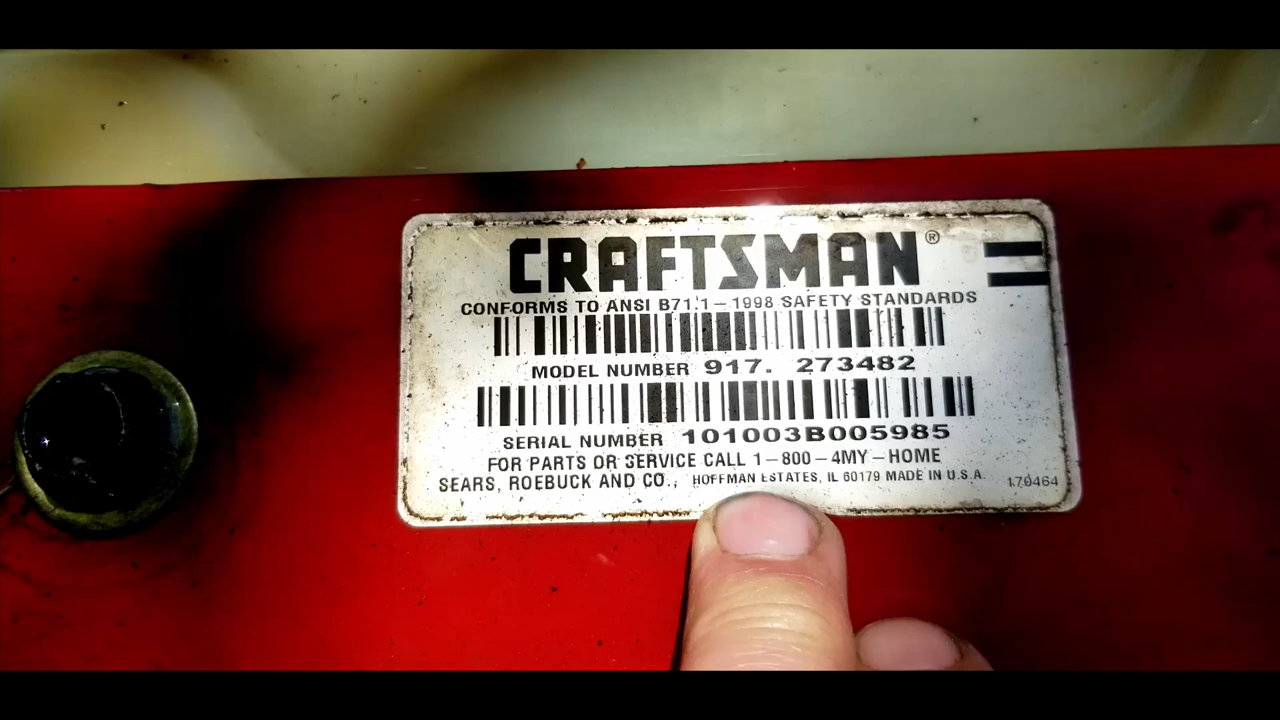 CRAFTSMAN®
CONFORMS TO ANSI B71.1–1998 SAFETY STANDARDS
MODEL NUMBER 917. 273482
SERIAL NUMBER 101003B005985
FOR PARTS OR SERVICE CALL 1–800–4MY–HOME
SEARS, ROEBUCK AND CO., HOFFMAN ESTATES, IL 60179 MADE IN U.S.A. 170464